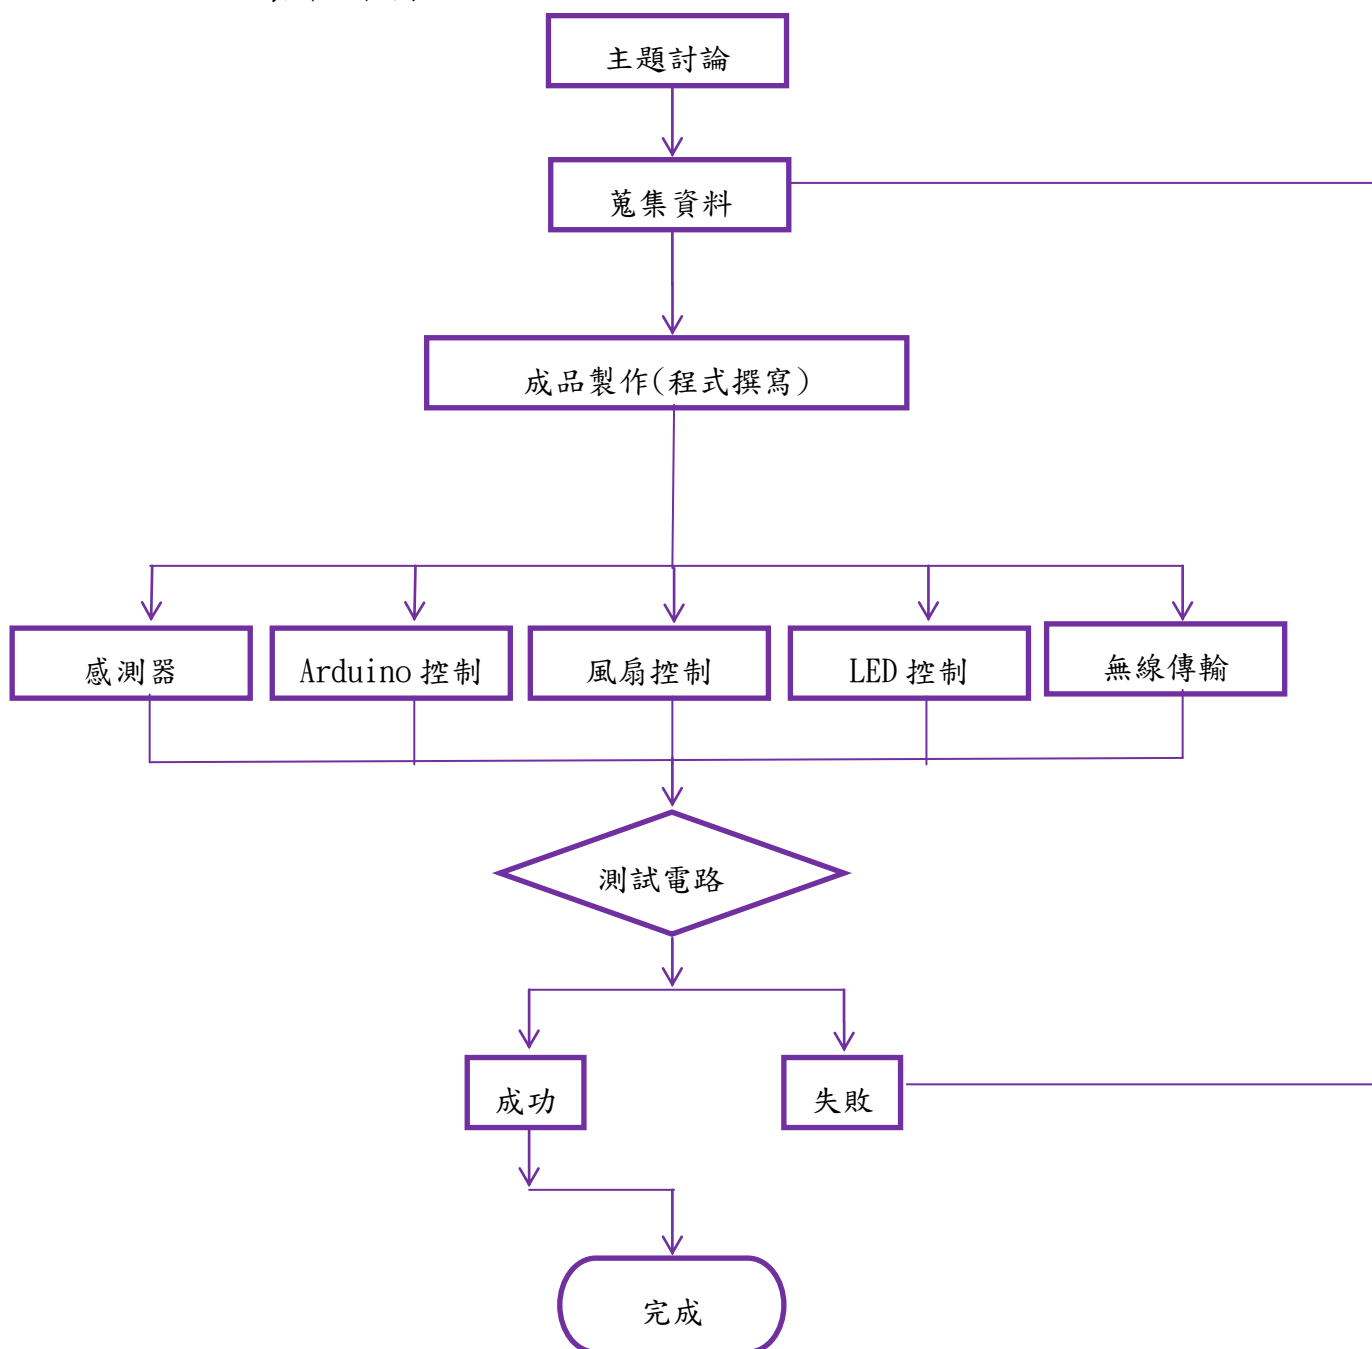 主題討論
蒐集資料
成品製作(程式撰寫)
感測器
Arduino 控制
風扇控制
LED 控制
無線傳輸
測試電路
成功
失敗
完成